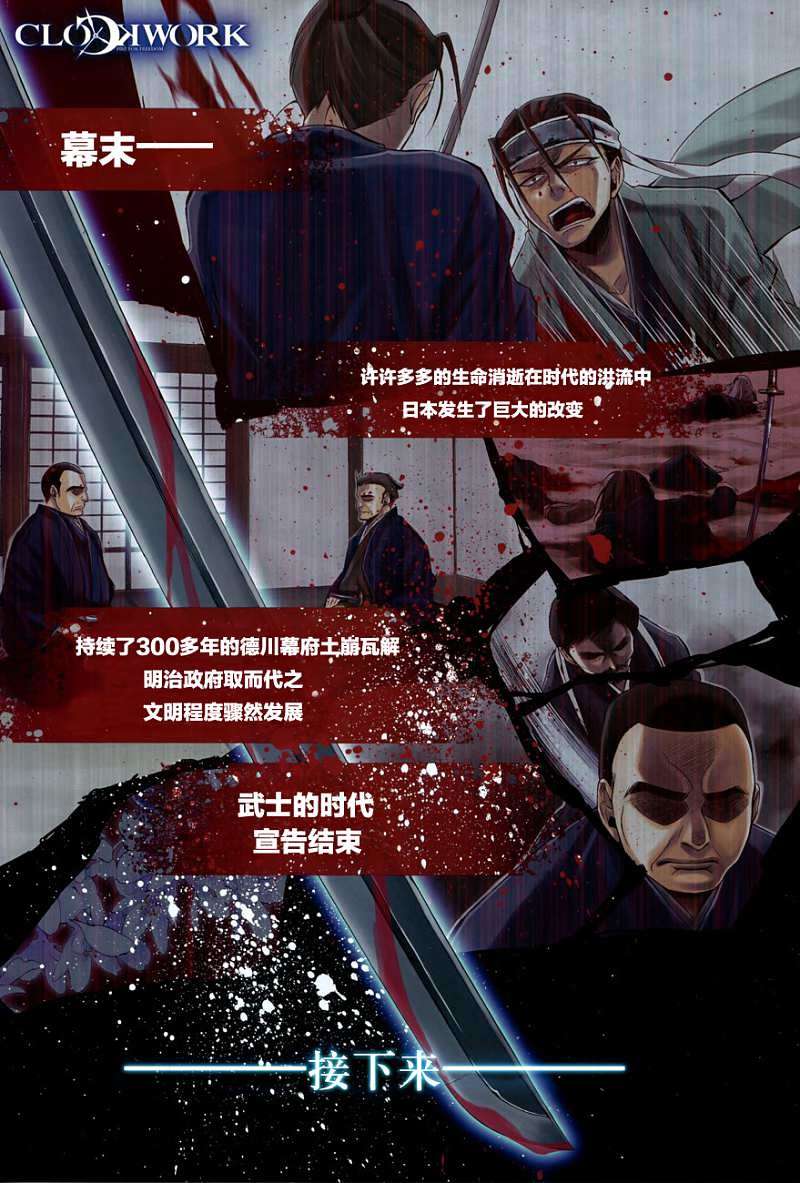 CLOCKWORK
FIRE FOR FREEDOM
幕末——
许许多多的生命消逝在时代的洪流中
日本发生了巨大的改变
持续了300多年的德川幕府土崩瓦解
明治政府取而代之
文明程度骤然发展
武士的时代
宣告结束
接下来